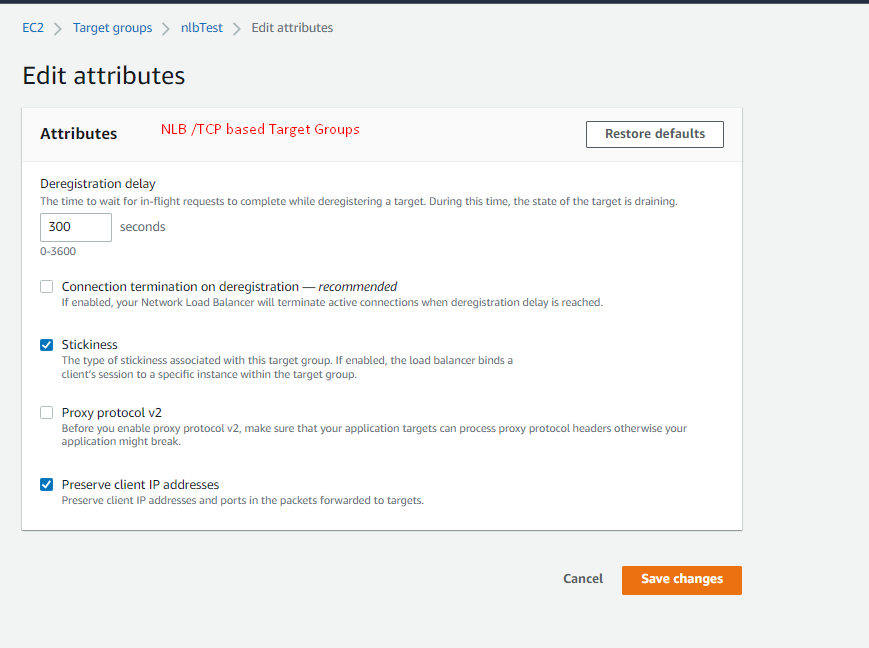 EC2 > Target groups > nlbTest > Edit attributes
Edit attributes
Attributes NLB /TCP based Target Groups Restore defaults
Deregistration delay
The time to wait for in-flight requests to complete while deregistering a target. During this time, the state of the target is draining.
300 seconds
0-3600
Connection termination on deregistration — recommended
If enabled, your Network Load Balancer will terminate active connections when deregistration delay is reached.
Stickiness
The type of stickiness associated with this target group. If enabled, the load balancer binds a
client's session to a specific instance within the target group.
Proxy protocol v2
Before you enable proxy protocol v2, make sure that your application targets can process proxy protocol headers otherwise your
application might break.
Preserve client IP addresses
Preserve client IP addresses and ports in the packets forwarded to targets.
Cancel Save changes